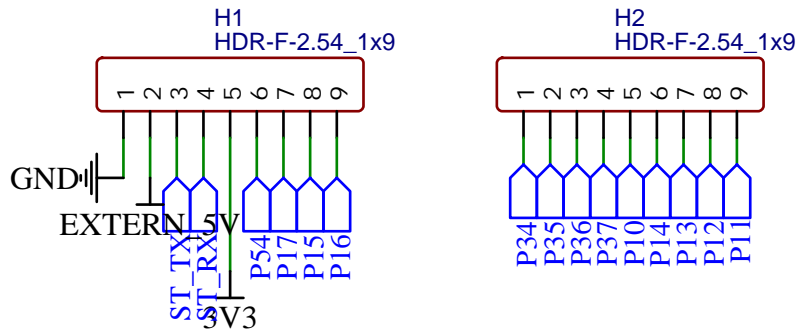 H1
HDR-F-2.54_1x9
1 2 3 4 5 6 7 8 9
GND
EXTERN_5V
ST_TX
ST_RX
3V3
P54
P17
P15
P16
H2
HDR-F-2.54_1x9
1 2 3 4 5 6 7 8 9
P34
P35
P36
P37
P10
P14
P13
P12
P11